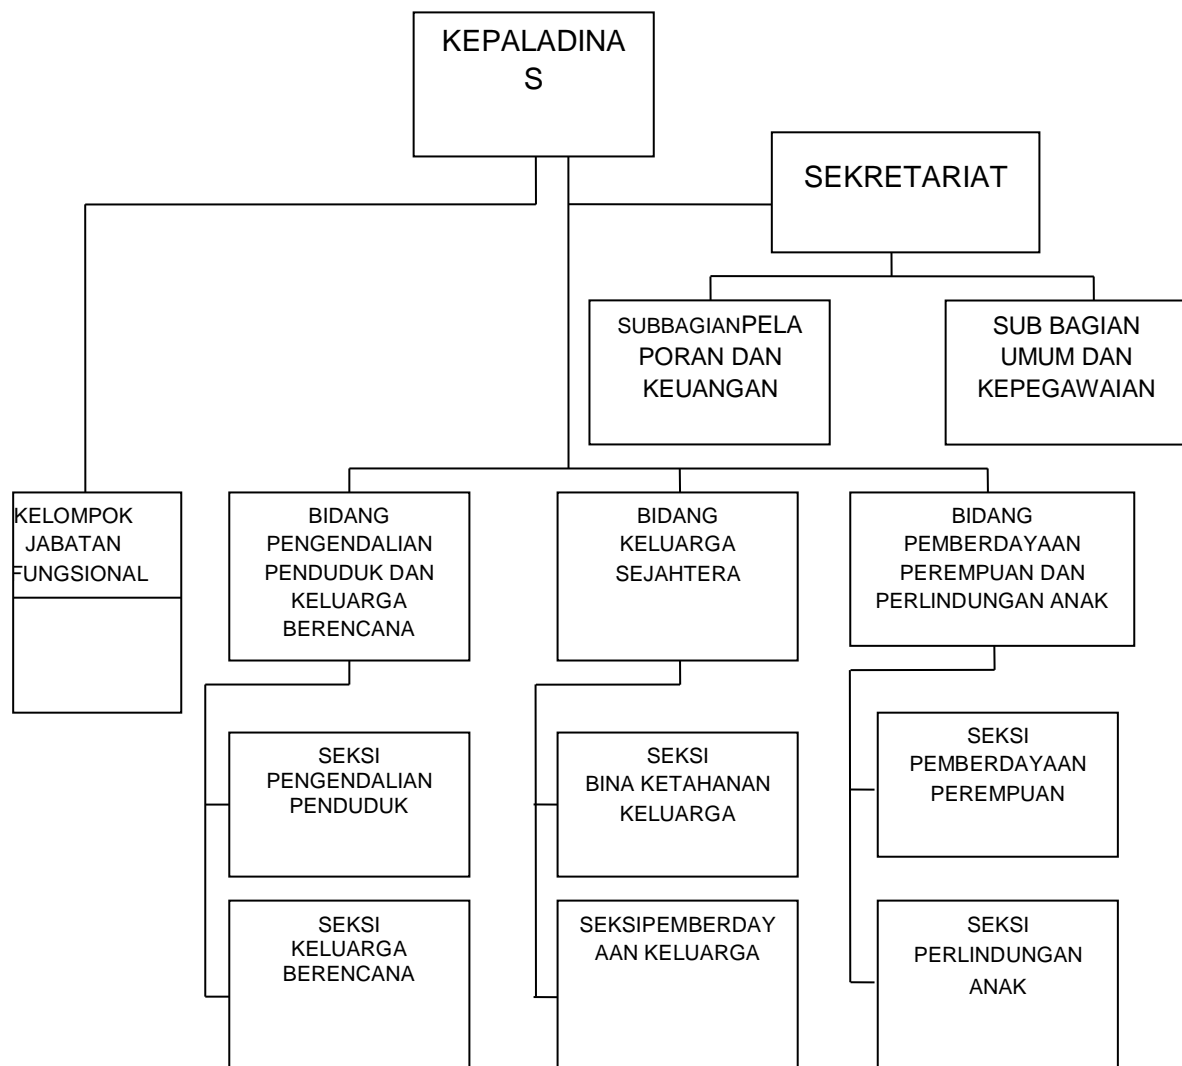 KEPALADINA
S
SEKRETARIAT
SUBBAGIANPELA
PORAN DAN
KEUANGAN
SUB BAGIAN
UMUM DAN
KEPEGAWAIAN
KELOMPOK
JABATAN
FUNGSIONAL
BIDANG
PENGENDALIAN
PENDUDUK DAN
KELUARGA
BERENCANA
BIDANG
KELUARGA
SEJAHTERA
BIDANG
PEMBERDAYAAN
PEREMPUAN DAN
PERLINDUNGAN ANAK
SEKSI
PENGENDALIAN
PENDUDUK
SEKSI
BINA KETAHANAN
KELUARGA
SEKSI
PEMBERDAYAAN
PEREMPUAN
SEKSI
KELUARGA
BERENCANA
SEKSIPEMBERDAY
AAN KELUARGA
SEKSI
PERLINDUNGAN
ANAK